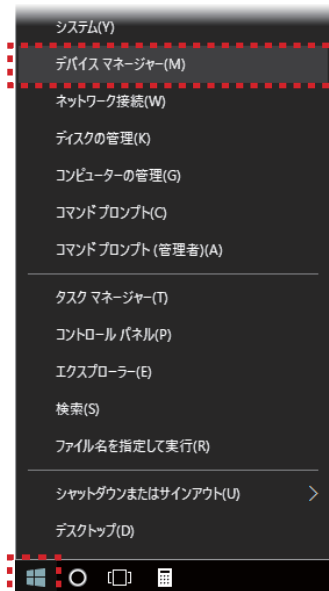 システム(Y)
デバイス マネージャー(M)
ネットワーク接続(W)
ディスクの管理(K)
コンピューターの管理(G)
コマンド プロンプト(C)
コマンド プロンプト (管理者)(A)
タスク マネージャー(T)
コントロール パネル(P)
エクスプローラー(E)
検索(S)
ファイル名を指定して実行(R)
シャットダウンまたはサインアウト(U)
デスクトップ(D)